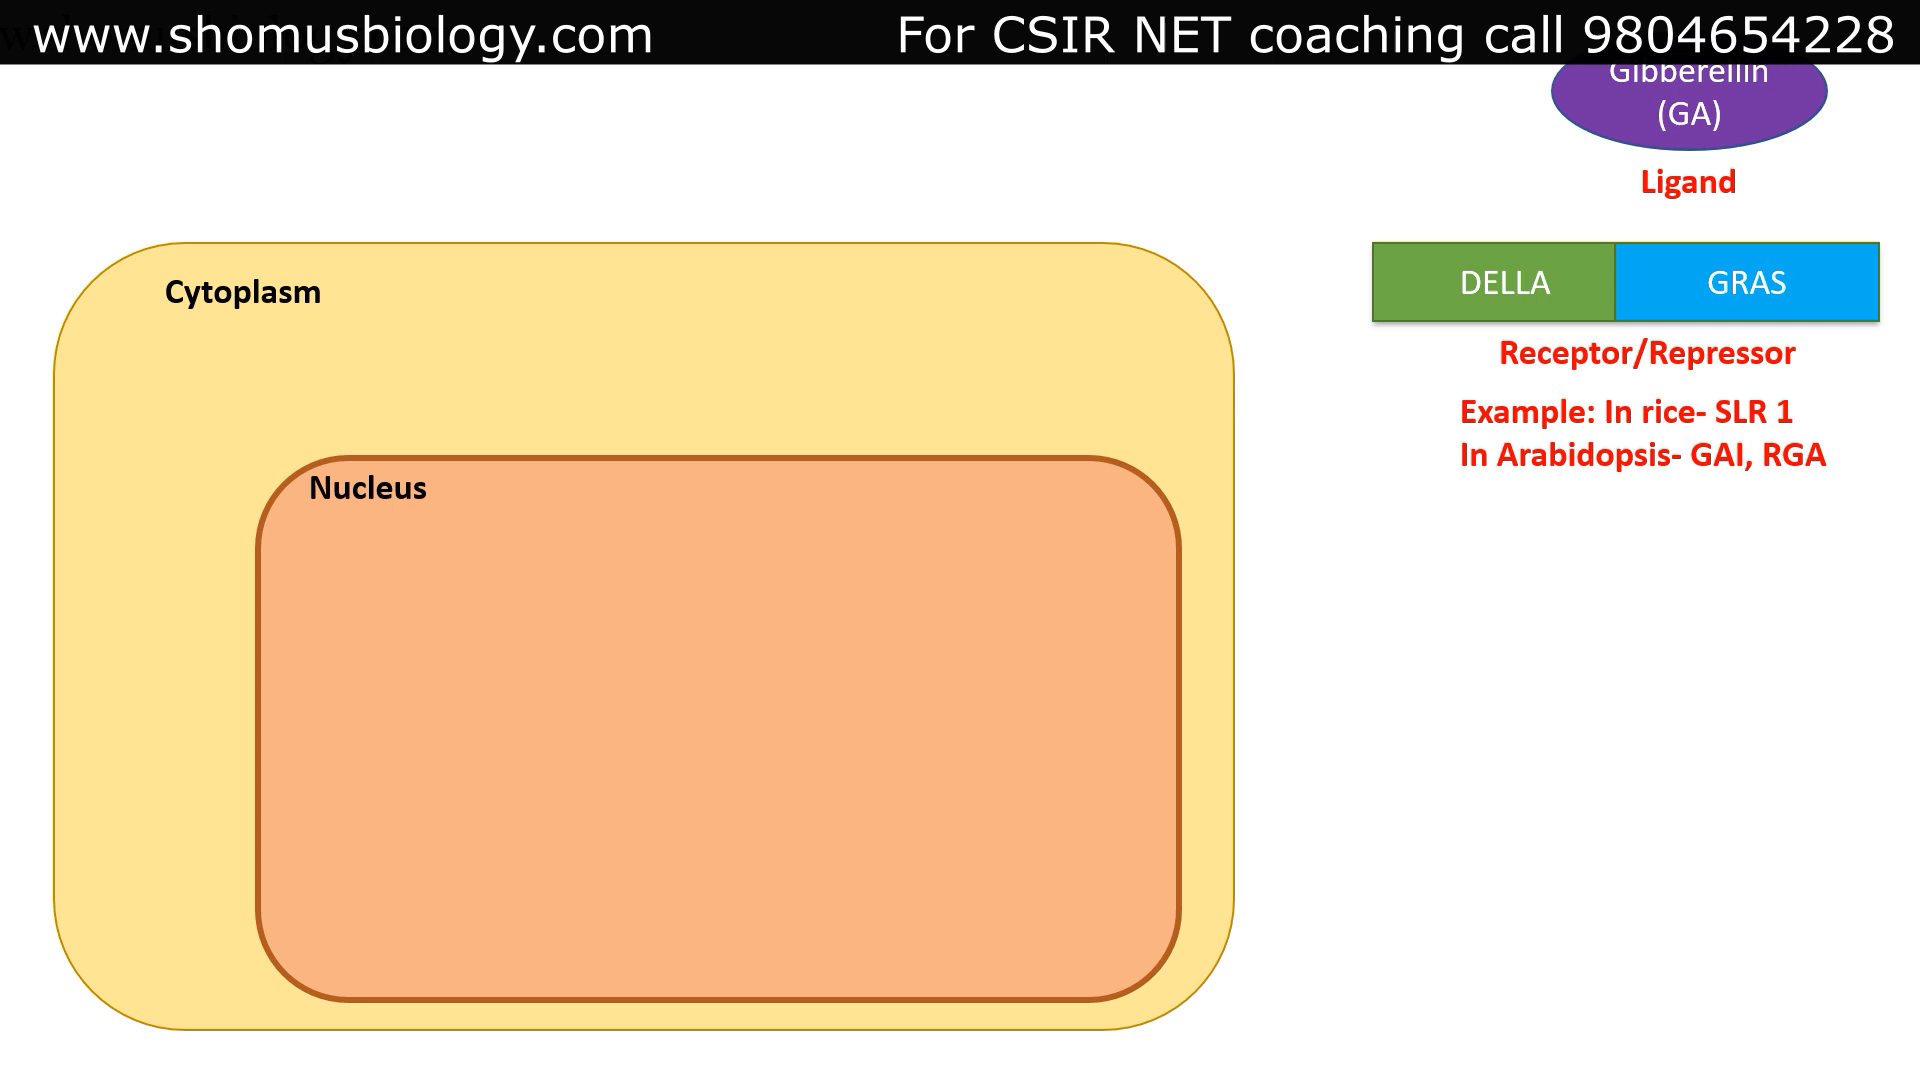 www.shomusbiology.com
For CSIR NET coaching call 9804654228
Gibberellin
(GA)
Ligand
DELLA
GRAS
Receptor/Repressor
Example: In rice- SLR 1
In Arabidopsis- GAI, RGA
Cytoplasm
Nucleus